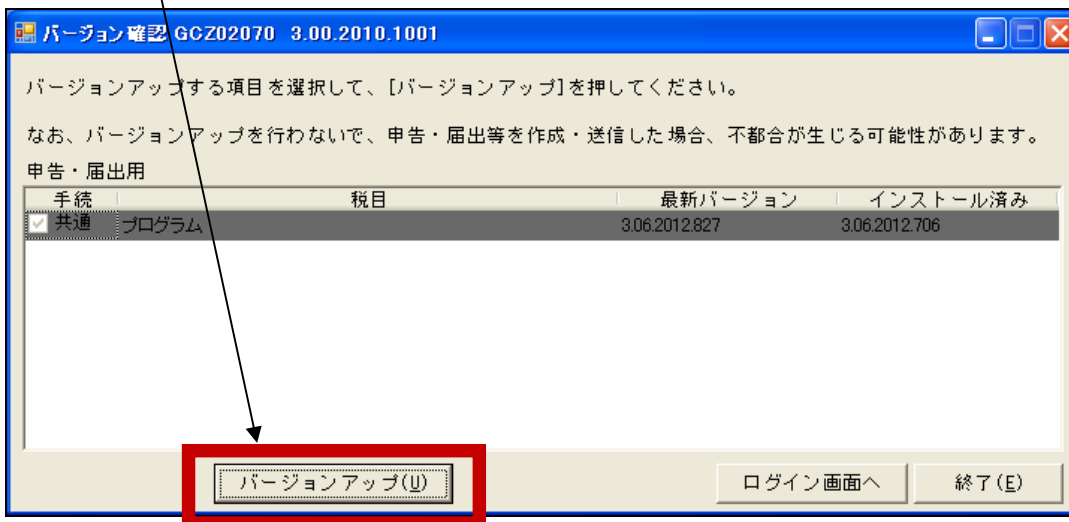 バージョン確認 GCZ02070 3.00.2010.1001
バージョンアップする項目を選択して、[バージョンアップ]を押してください。
なお、バージョンアップを行わないで、申告・届出等を作成・送信した場合、不都合が生じる可能性があります。
申告・届出用
手続 税目 最新バージョン インストール済み
共通 プログラム 3.06.2012.827 3.06.2012.706
バージョンアップ(U) ログイン画面へ 終了(E)